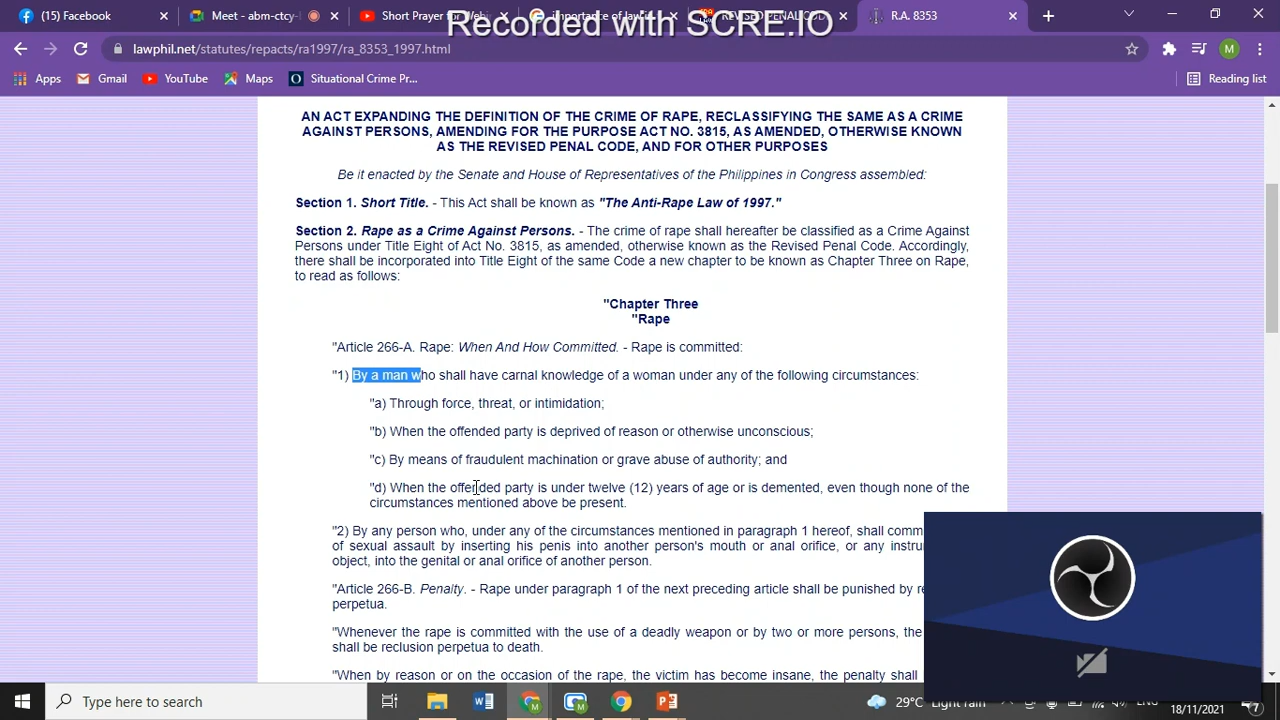 (15) Facebook
Meet - abm-ctcy-
Short Prayer for Webi
importance of law in
REVISED PENAL CODE
R.A. 8353
Recorded with SCRE.IO
lawphil.net/statutes/repacts/ra1997/ra_8353_1997.html
M
Apps
Gmail
YouTube
Maps
Situational Crime Pr...
Reading list
AN ACT EXPANDING THE DEFINITION OF THE CRIME OF RAPE, RECLASSIFYING THE SAME AS A CRIME
AGAINST PERSONS, AMENDING FOR THE PURPOSE ACT NO. 3815, AS AMENDED, OTHERWISE KNOWN
AS THE REVISED PENAL CODE, AND FOR OTHER PURPOSES
Be it enacted by the Senate and House of Representatives of the Philippines in Congress assembled:
Section 1. Short Title. - This Act shall be known as "The Anti-Rape Law of 1997."
Section 2. Rape as a Crime Against Persons. - The crime of rape shall hereafter be classified as a Crime Against
Persons under Title Eight of Act No. 3815, as amended, otherwise known as the Revised Penal Code. Accordingly,
there shall be incorporated into Title Eight of the same Code a new chapter to be known as Chapter Three on Rape,
to read as follows:
"Chapter Three
"Rape
"Article 266-A. Rape: When And How Committed. - Rape is committed:
"1) By a man who shall have carnal knowledge of a woman under any of the following circumstances:
"a) Through force, threat, or intimidation;
"b) When the offended party is deprived of reason or otherwise unconscious;
"c) By means of fraudulent machination or grave abuse of authority; and
"d) When the offended party is under twelve (12) years of age or is demented, even though none of the
circumstances mentioned above be present.
"2) By any person who, under any of the circumstances mentioned in paragraph 1 hereof, shall comm
of sexual assault by inserting his penis into another person's mouth or anal orifice, or any instru
object, into the genital or anal orifice of another person.
"Article 266-B. Penalty. - Rape under paragraph 1 of the next preceding article shall be punished by re
perpetua.
"Whenever the rape is committed with the use of a deadly weapon or by two or more persons, the
shall be reclusion perpetua to death.
"When by reason or on the occasion of the rape, the victim has become insane, the penalty shall
Type here to search
29°C Light rain
18/11/2021
7